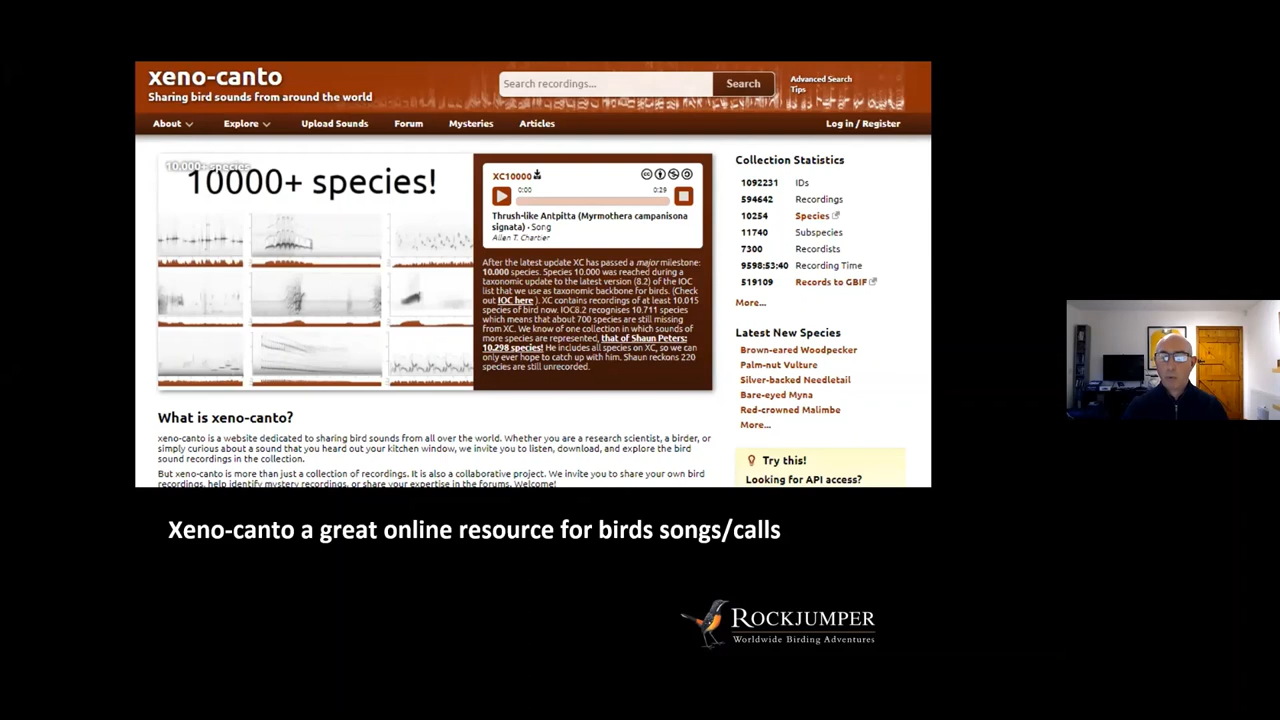 xeno-canto
Sharing bird sounds from around the world
Search recordings...
Search
Advanced Search
Tips
About
Explore
Upload Sounds
Forum
Mysteries
Articles
Log in / Register
10.000+ species
10000+ species!
XC10000
0:00
0:29
Thrush-like Antpitta (Myrmothera campanisona
signata) · Song
Allen T. Chartier
After the latest update XC has passed a major milestone:
10.000 species. Species 10.000 was reached during a
taxonomic update to the latest version (8.2) of the IOC
list that we use as taxonomic backbone for birds. (Check
out IOC here ). XC contains recordings of at least 10.015
species of bird now. IOC8.2 recognises 10.711 species
which means that about 700 species are still missing
from XC. We know of one collection in which sounds of
more species are represented, that of Shaun Peters:
10.298 species! He includes all species on XC, so we can
only ever hope to catch up with him. Shaun reckons 220
species are still unrecorded.
Collection Statistics
1092231 IDs
594642 Recordings
10254 Species
11740 Subspecies
7300 Recordists
9598:53:40 Recording Time
519109 Records to GBIF
More...
Latest New Species
Brown-eared Woodpecker
Palm-nut Vulture
Silver-backed Needletail
Bare-eyed Myna
Red-crowned Malimbe
More...
Try this!
Looking for API access?
What is xeno-canto?
xeno-canto is a website dedicated to sharing bird sounds from all over the world. Whether you are a research scientist, a birder, or
simply curious about a sound that you heard out your kitchen window, we invite you to listen, download, and explore the bird
sound recordings in the collection.
But xeno-canto is more than just a collection of recordings. It is also a collaborative project. We invite you to share your own bird
recordings, help identify mystery recordings, or share your expertise in the forums. Welcome!
Xeno-canto a great online resource for birds songs/calls
ROCKJUMPER
Worldwide Birding Adventures